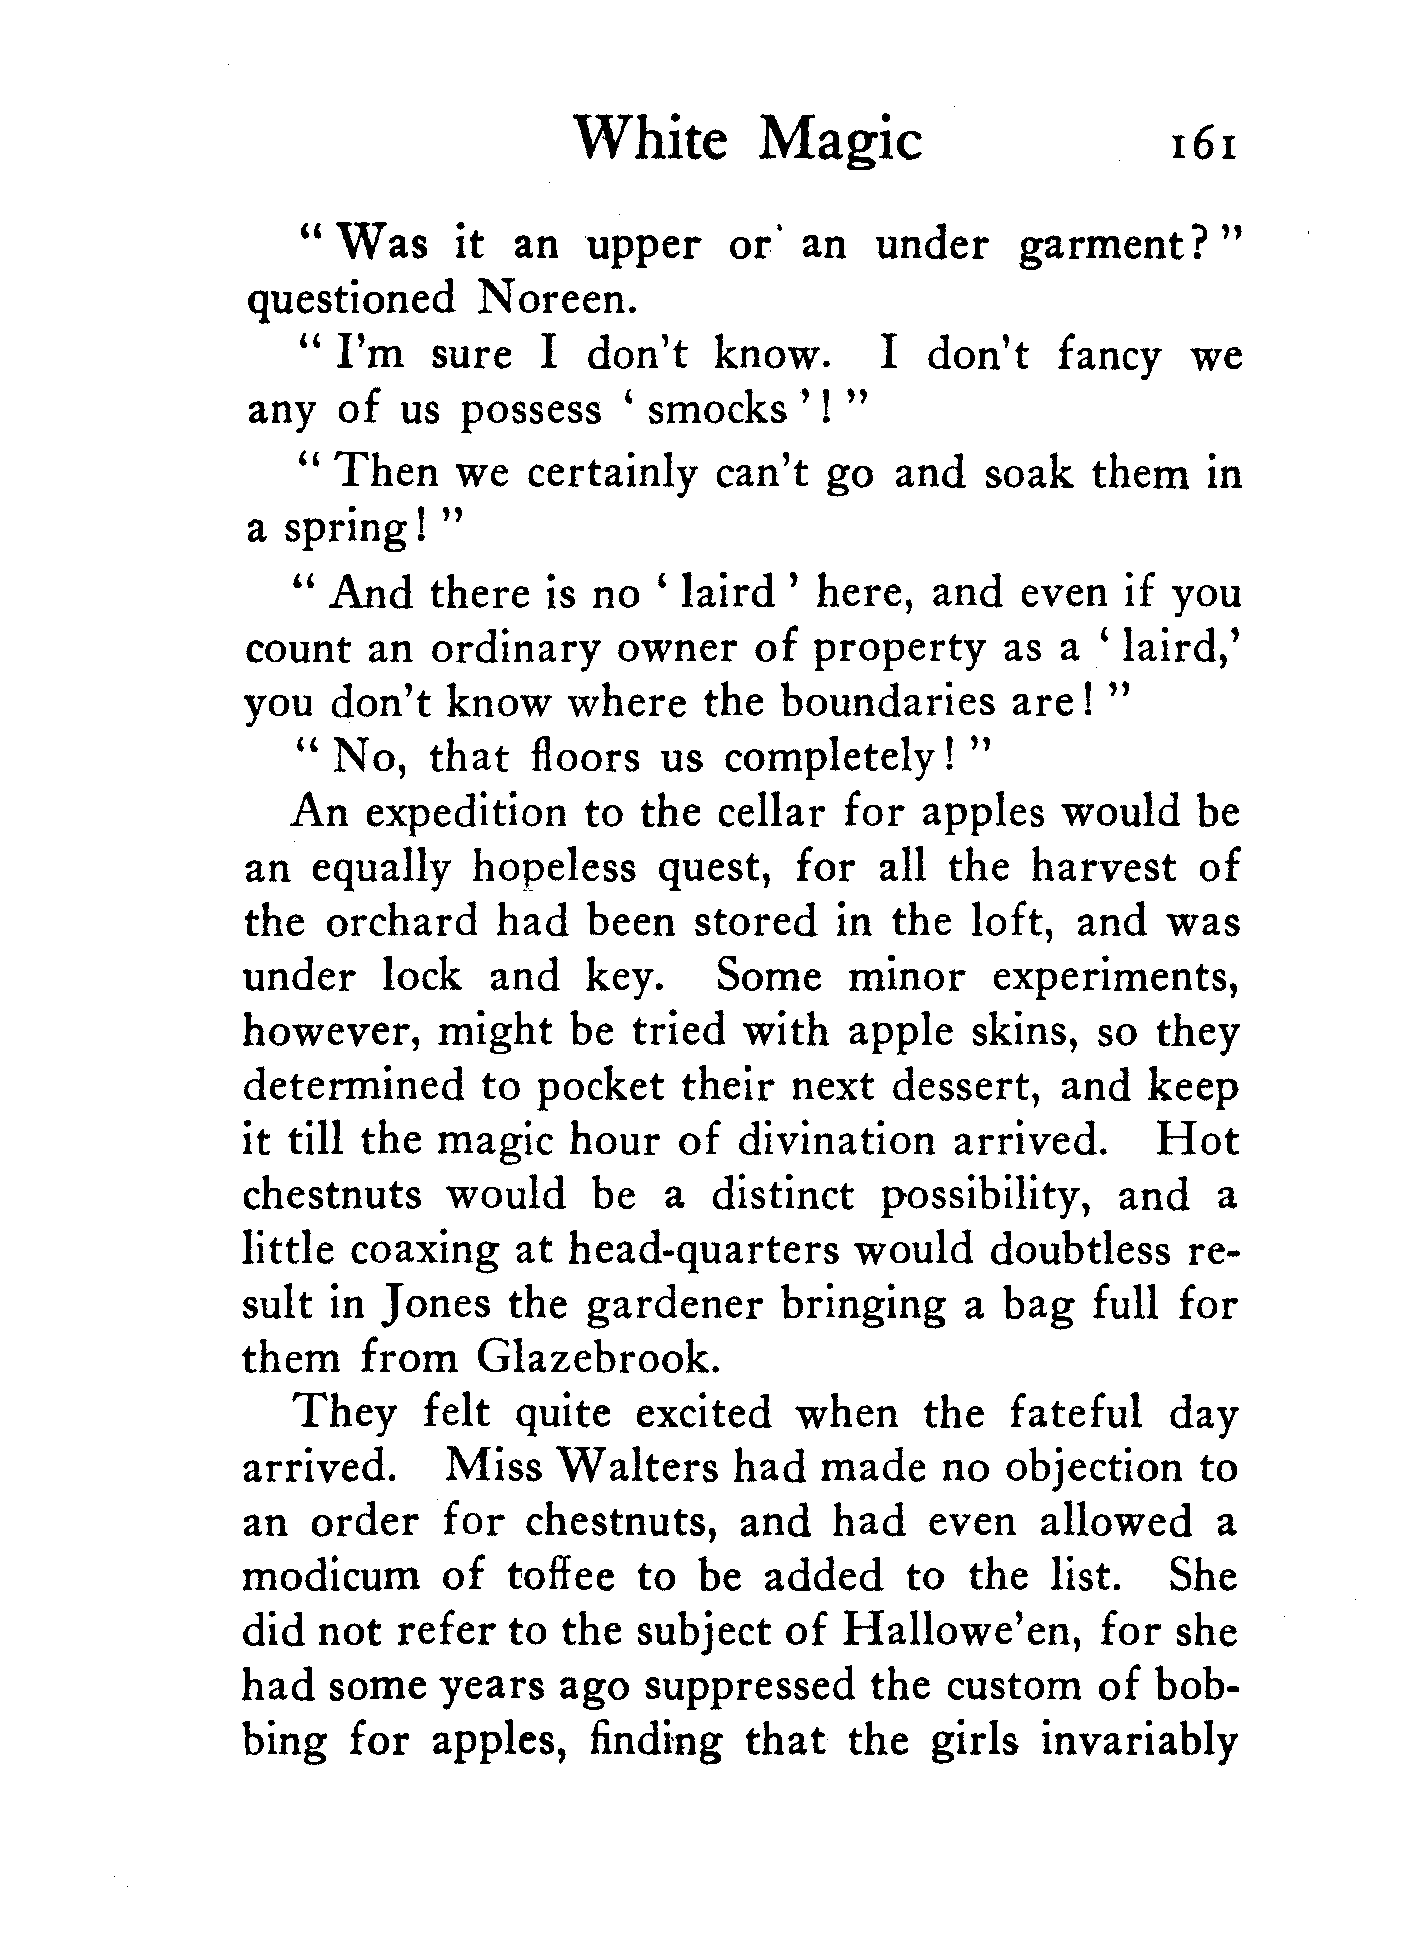 White Magic 161
" Was it an upper or an under garment? "
questioned Noreen.
" I'm sure I don't know. I don't fancy we
any of us possess ' smocks '! "
" Then we certainly can't go and soak them in
a spring! "
" And there is no ' laird ' here, and even if you
count an ordinary owner of property as a ' laird,'
you don't know where the boundaries are! "
" No, that floors us completely! "
An expedition to the cellar for apples would be
an equally hopeless quest, for all the harvest of
the orchard had been stored in the loft, and was
under lock and key. Some minor experiments,
however, might be tried with apple skins, so they
determined to pocket their next dessert, and keep
it till the magic hour of divination arrived. Hot
chestnuts would be a distinct possibility, and a
little coaxing at head-quarters would doubtless re-
sult in Jones the gardener bringing a bag full for
them from Glazebrook.
They felt quite excited when the fateful day
arrived. Miss Walters had made no objection to
an order for chestnuts, and had even allowed a
modicum of toffee to be added to the list. She
did not refer to the subject of Hallowe'en, for she
had some years ago suppressed the custom of bob-
bing for apples, finding that the girls invariably